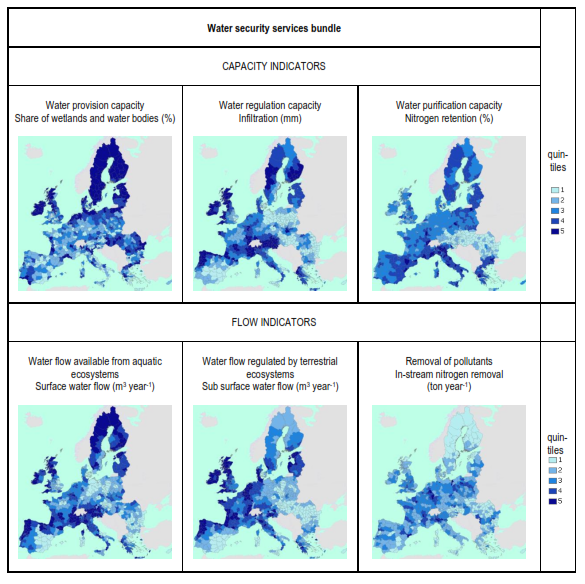 Water security services bundle
CAPACITY INDICATORS
Water provision capacity
Share of wetlands and water bodies (%)
Water regulation capacity
Infiltration (mm)
Water purification capacity
Nitrogen retention (%)
quin-
tiles
1
2
3
4
5
FLOW INDICATORS
Water flow available from aquatic
ecosystems
Surface water flow (m³ year⁻¹)
Water flow regulated by terrestrial
ecosystems
Sub surface water flow (m³ year⁻¹)
Removal of pollutants
In-stream nitrogen removal
(ton year⁻¹)
quin-
tiles
1
2
3
4
5